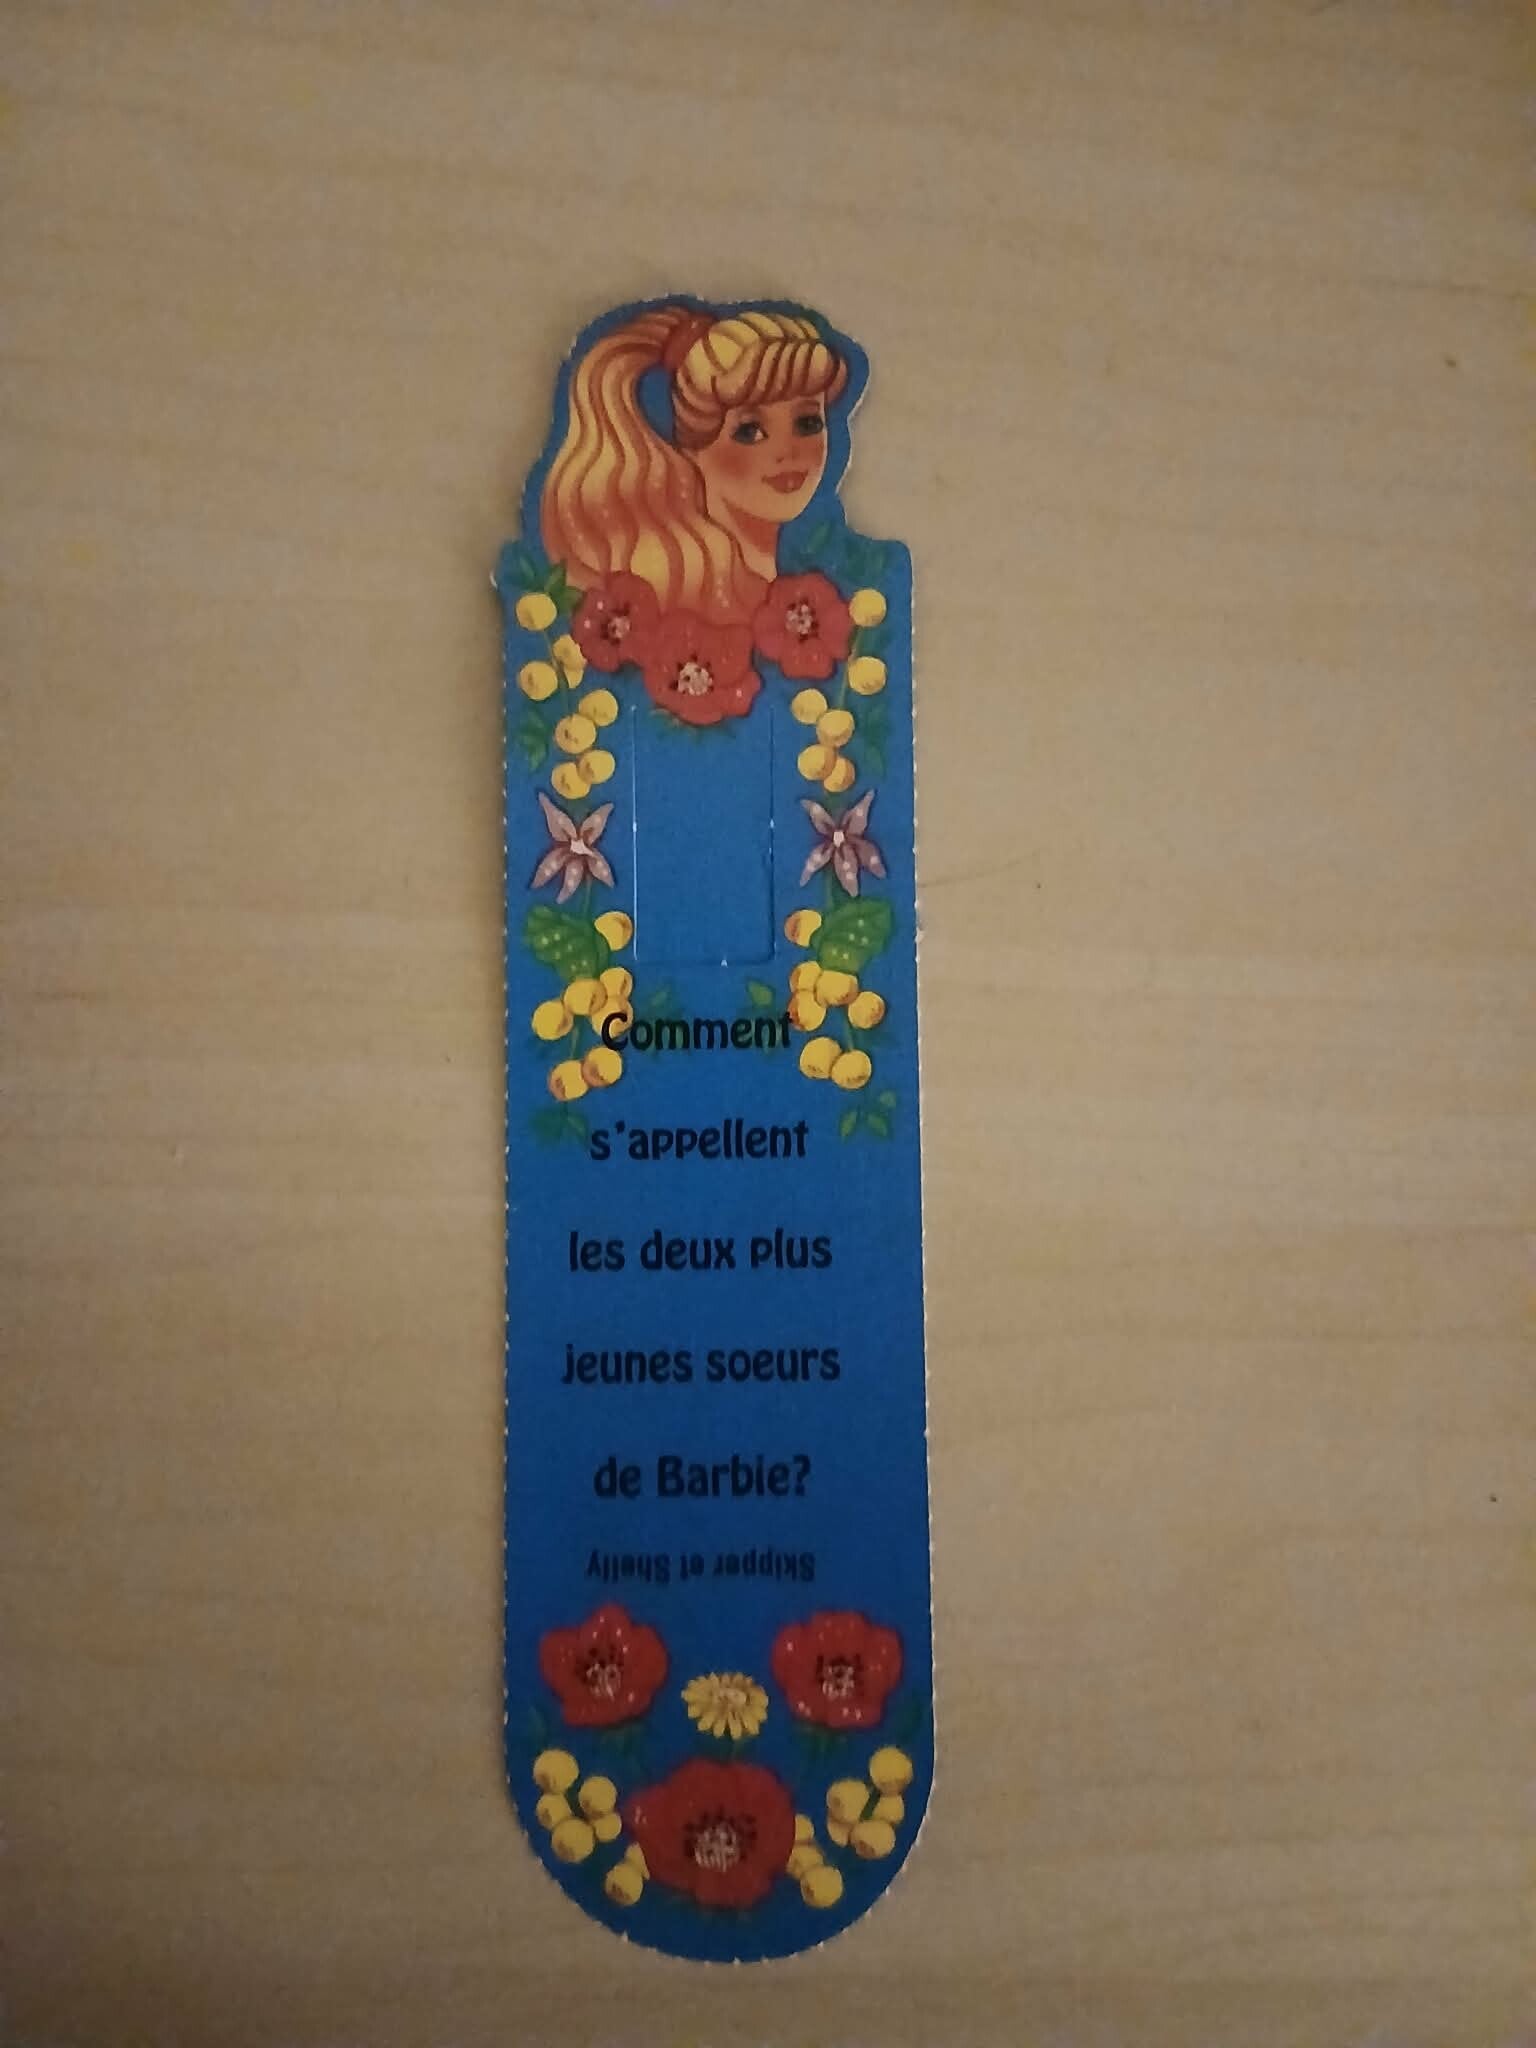 Comment
s'appellent
les deux plus
jeunes soeurs
de Barbie?
Skipper et Shelly